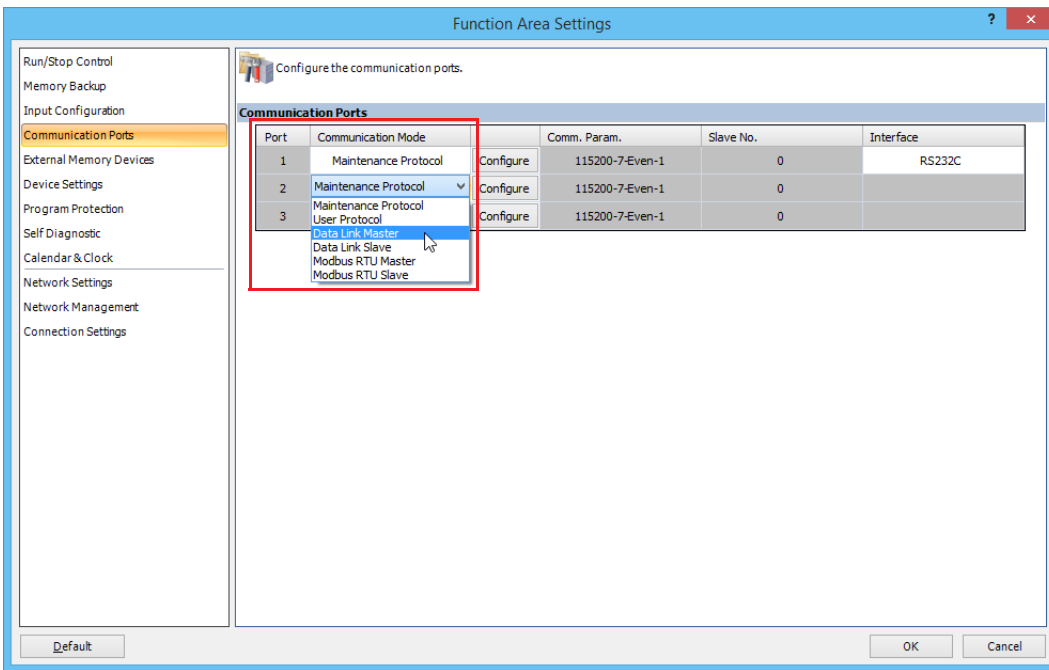 Function Area Settings
?
Run/Stop Control
Memory Backup
Input Configuration
Communication Ports
External Memory Devices
Device Settings
Program Protection
Self Diagnostic
Calendar & Clock
Network Settings
Network Management
Connection Settings
Configure the communication ports.
Communication Ports
Port Communication Mode Comm. Param. Slave No. Interface
1 Maintenance Protocol Configure 115200-7-Even-1 0 RS232C
2 Maintenance Protocol Configure 115200-7-Even-1 0
3 Configure 115200-7-Even-1 0
Maintenance Protocol
User Protocol
Data Link Master
Data Link Slave
Modbus RTU Master
Modbus RTU Slave
Default OK Cancel